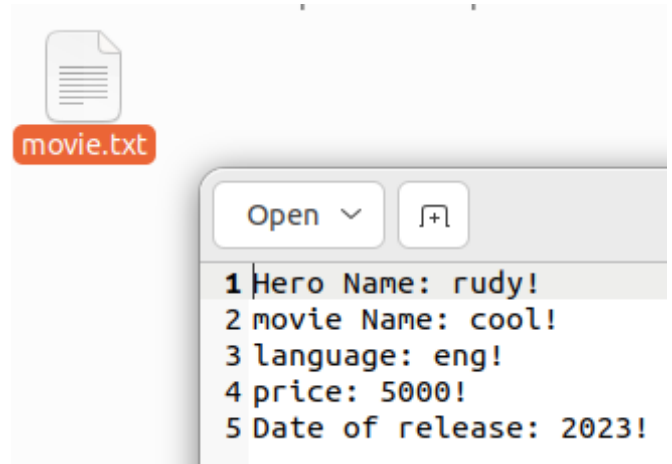 movie.txt
Open
1 Hero Name: rudy!
2 movie Name: cool!
3 language: eng!
4 price: 5000!
5 Date of release: 2023!